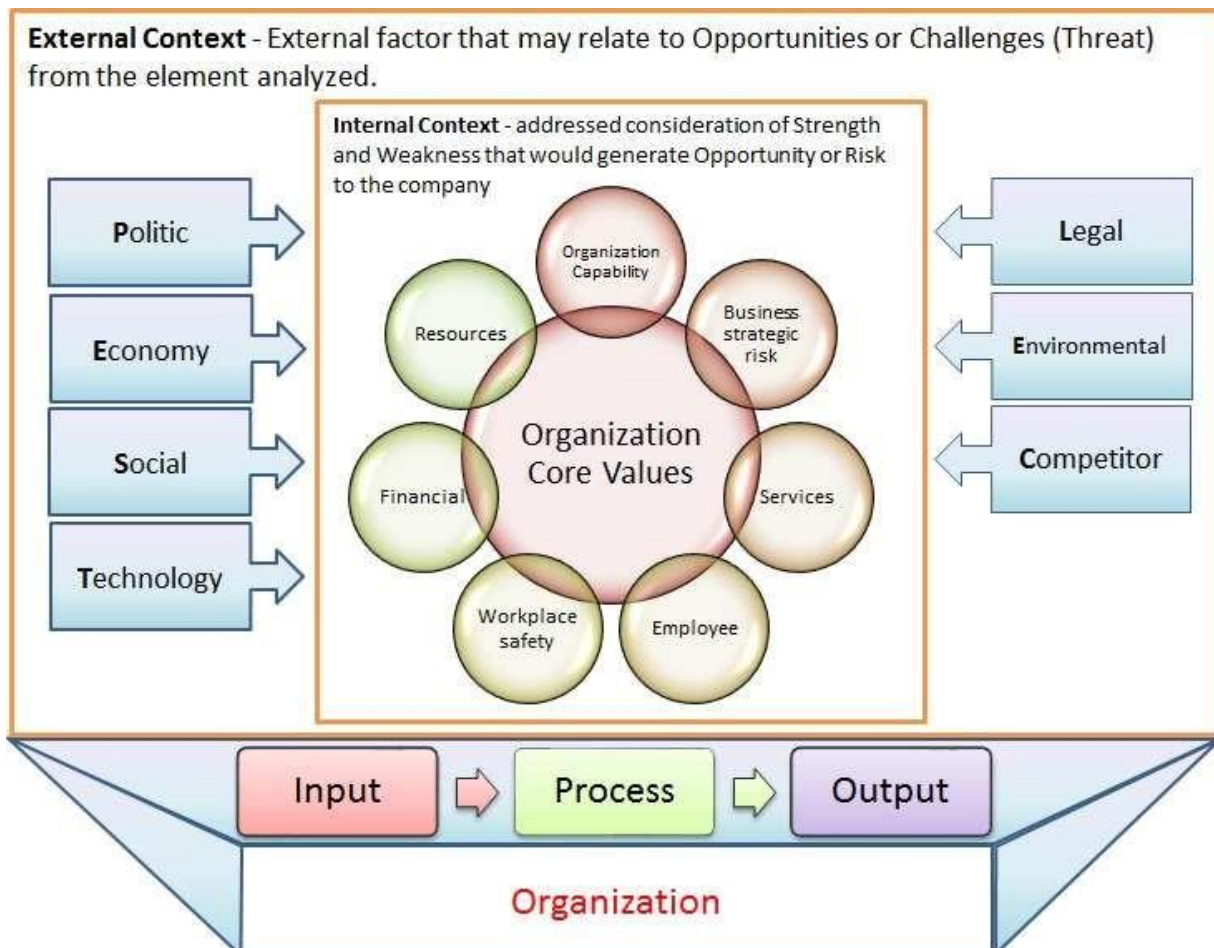 External Context - External factor that may relate to Opportunities or Challenges (Threat)
from the element analyzed.
Internal Context - addressed consideration of Strength
and Weakness that would generate Opportunity or Risk
to the company
Politic
Economy
Social
Technology
Organization
Capability
Business
strategic
risk
Services
Employee
Workplace
safety
Financial
Resources
Organization
Core Values
Legal
Environmental
Competitor
Input
Process
Output
Organization